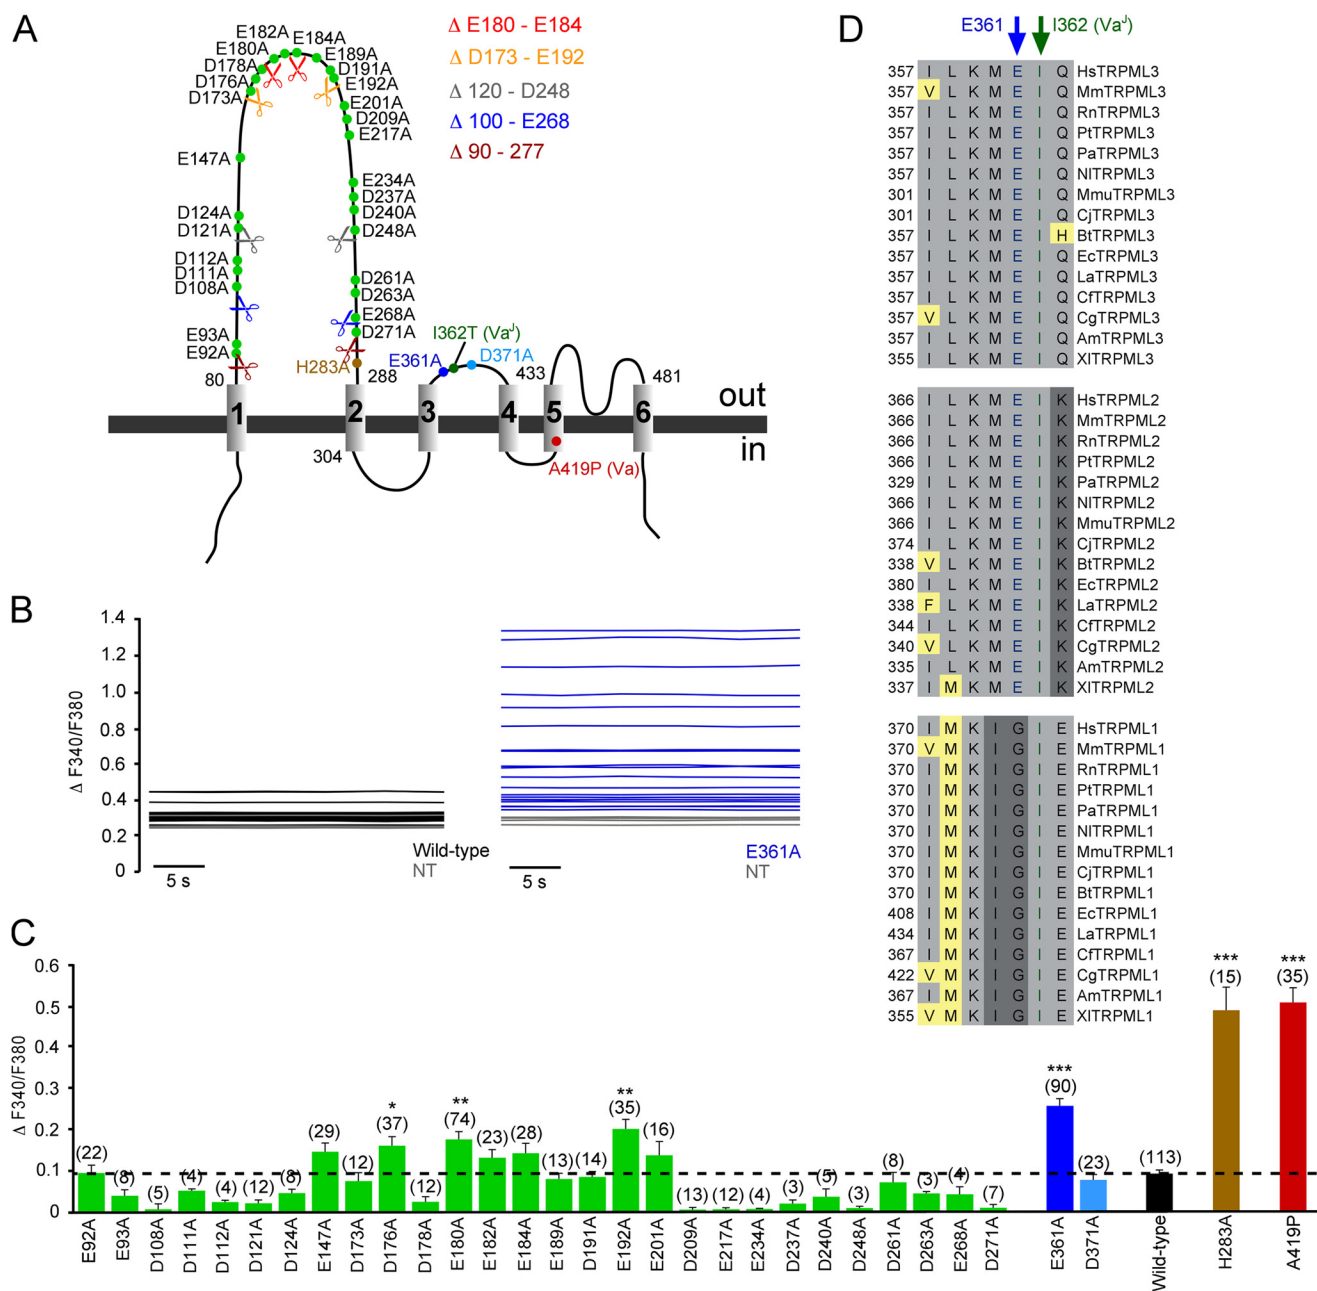 A
Δ E180 - E184
Δ D173 - E192
Δ 120 - D248
Δ 100 - E268
Δ 90 - 277
E182A
E184A
E180A
E189A
D178A
D191A
D176A
E192A
D173A
E201A
D209A
E217A
E147A
E234A
D237A
D124A
D240A
D121A
D248A
D112A
D111A
D261A
D108A
D263A
E268A
E93A
D271A
I362T (Vaᴶ)
E92A
H283A
E361A
D371A
80
288
433
481
1
2
3
4
5
6
out
in
304
A419P (Va)
B
Δ F340/F380
1.4
1.2
1.0
0.8
0.6
0.4
0.2
0
Wild-type
NT
5 s
E361A
NT
5 s
C
Δ F340/F380
0.6
0.5
0.4
0.3
0.2
0.1
0
(22)
(8)
(5)
(4)
(4)
(12)
(8)
(29)
(12)
*
(37)
(12)
**
(74)
(23)
(28)
(13)
(14)
**
(35)
(16)
(13)
(12)
(4)
(3)
(5)
(3)
(8)
(3)
(4)
(7)
***
(90)
(23)
(113)
***
(15)
***
(35)
E92A
E93A
D108A
D111A
D112A
D121A
D124A
E147A
D173A
D176A
D178A
E180A
E182A
E184A
E189A
D191A
E192A
E201A
D209A
E217A
E234A
D237A
D240A
D248A
D261A
D263A
E268A
D271A
E361A
D371A
Wild-type
H283A
A419P
D
E361
I362 (Vaᴶ)
357 I L K M E I Q HsTRPML3
357 V L K M E I Q MmTRPML3
357 I L K M E I Q RnTRPML3
357 I L K M E I Q PtTRPML3
357 I L K M E I Q PaTRPML3
357 I L K M E I Q NlTRPML3
301 I L K M E I Q MmuTRPML3
301 I L K M E I Q CjTRPML3
357 I L K M E I H BtTRPML3
357 I L K M E I Q EcTRPML3
357 I L K M E I Q LaTRPML3
357 I L K M E I Q CfTRPML3
357 V L K M E I Q CgTRPML3
357 I L K M E I Q AmTRPML3
355 I L K M E I Q XlTRPML3
366 I L K M E I K HsTRPML2
366 I L K M E I K MmTRPML2
366 I L K M E I K RnTRPML2
366 I L K M E I K PtTRPML2
329 I L K M E I K PaTRPML2
366 I L K M E I K NlTRPML2
366 I L K M E I K MmuTRPML2
374 I L K M E I K CjTRPML2
338 V L K M E I K BtTRPML2
380 I L K M E I K EcTRPML2
338 F L K M E I K LaTRPML2
344 I L K M E I K CfTRPML2
340 V L K M E I K CgTRPML2
335 I L K M E I K AmTRPML2
337 I M K M E I K XlTRPML2
370 I M K I G I E HsTRPML1
370 V M K I G I E MmTRPML1
370 I M K I G I E RnTRPML1
370 I M K I G I E PtTRPML1
370 I M K I G I E PaTRPML1
370 I M K I G I E NlTRPML1
370 I M K I G I E MmuTRPML1
370 I M K I G I E CjTRPML1
370 I M K I G I E BtTRPML1
408 I M K I G I E EcTRPML1
434 I M K I G I E LaTRPML1
367 I M K I G I E CfTRPML1
422 V M K I G I E CgTRPML1
367 I M K I G I E AmTRPML1
355 V M K I G I E XlTRPML1